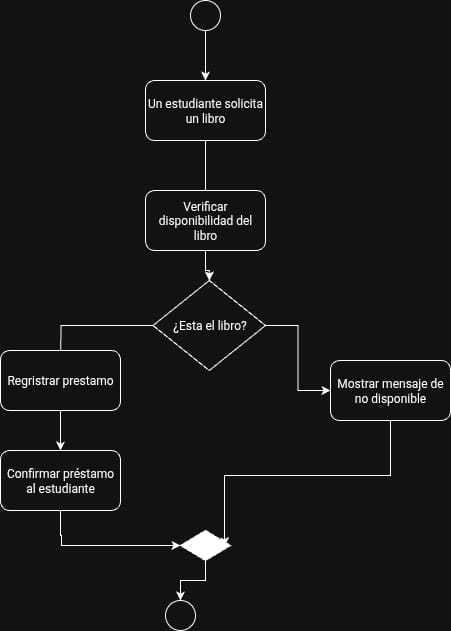 Un estudiante solicita
un libro
Verificar
disponibilidad del
libro
¿Esta el libro?
Regristrar prestamo
Mostrar mensaje de
no disponible
Confirmar préstamo
al estudiante